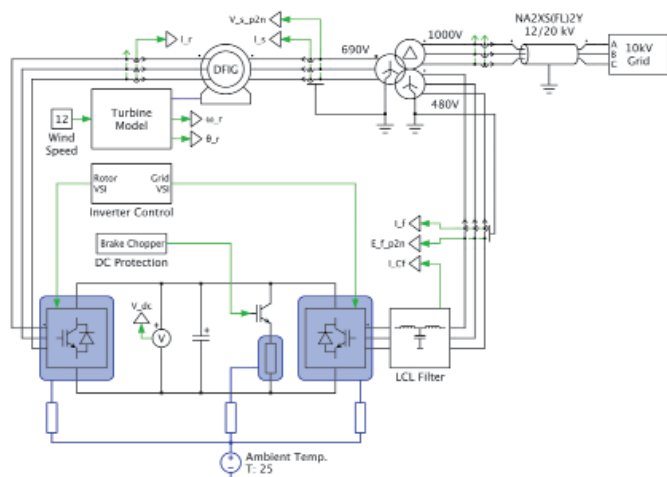 V_s_p2n
I_r
I_s
690V
1000V
NA2XS(FL)2Y
12/20 kV
A
B
C
10kV
Grid
DFIG
480V
12
Wind
Speed
Turbine
Model
ω_r
θ_r
Rotor
VSI
Grid
VSI
Inverter Control
I_f
E_f_p2n
I_Cf
Brake Chopper
DC Protection
V_dc
V
LCL Filter
Ambient Temp.
T: 25